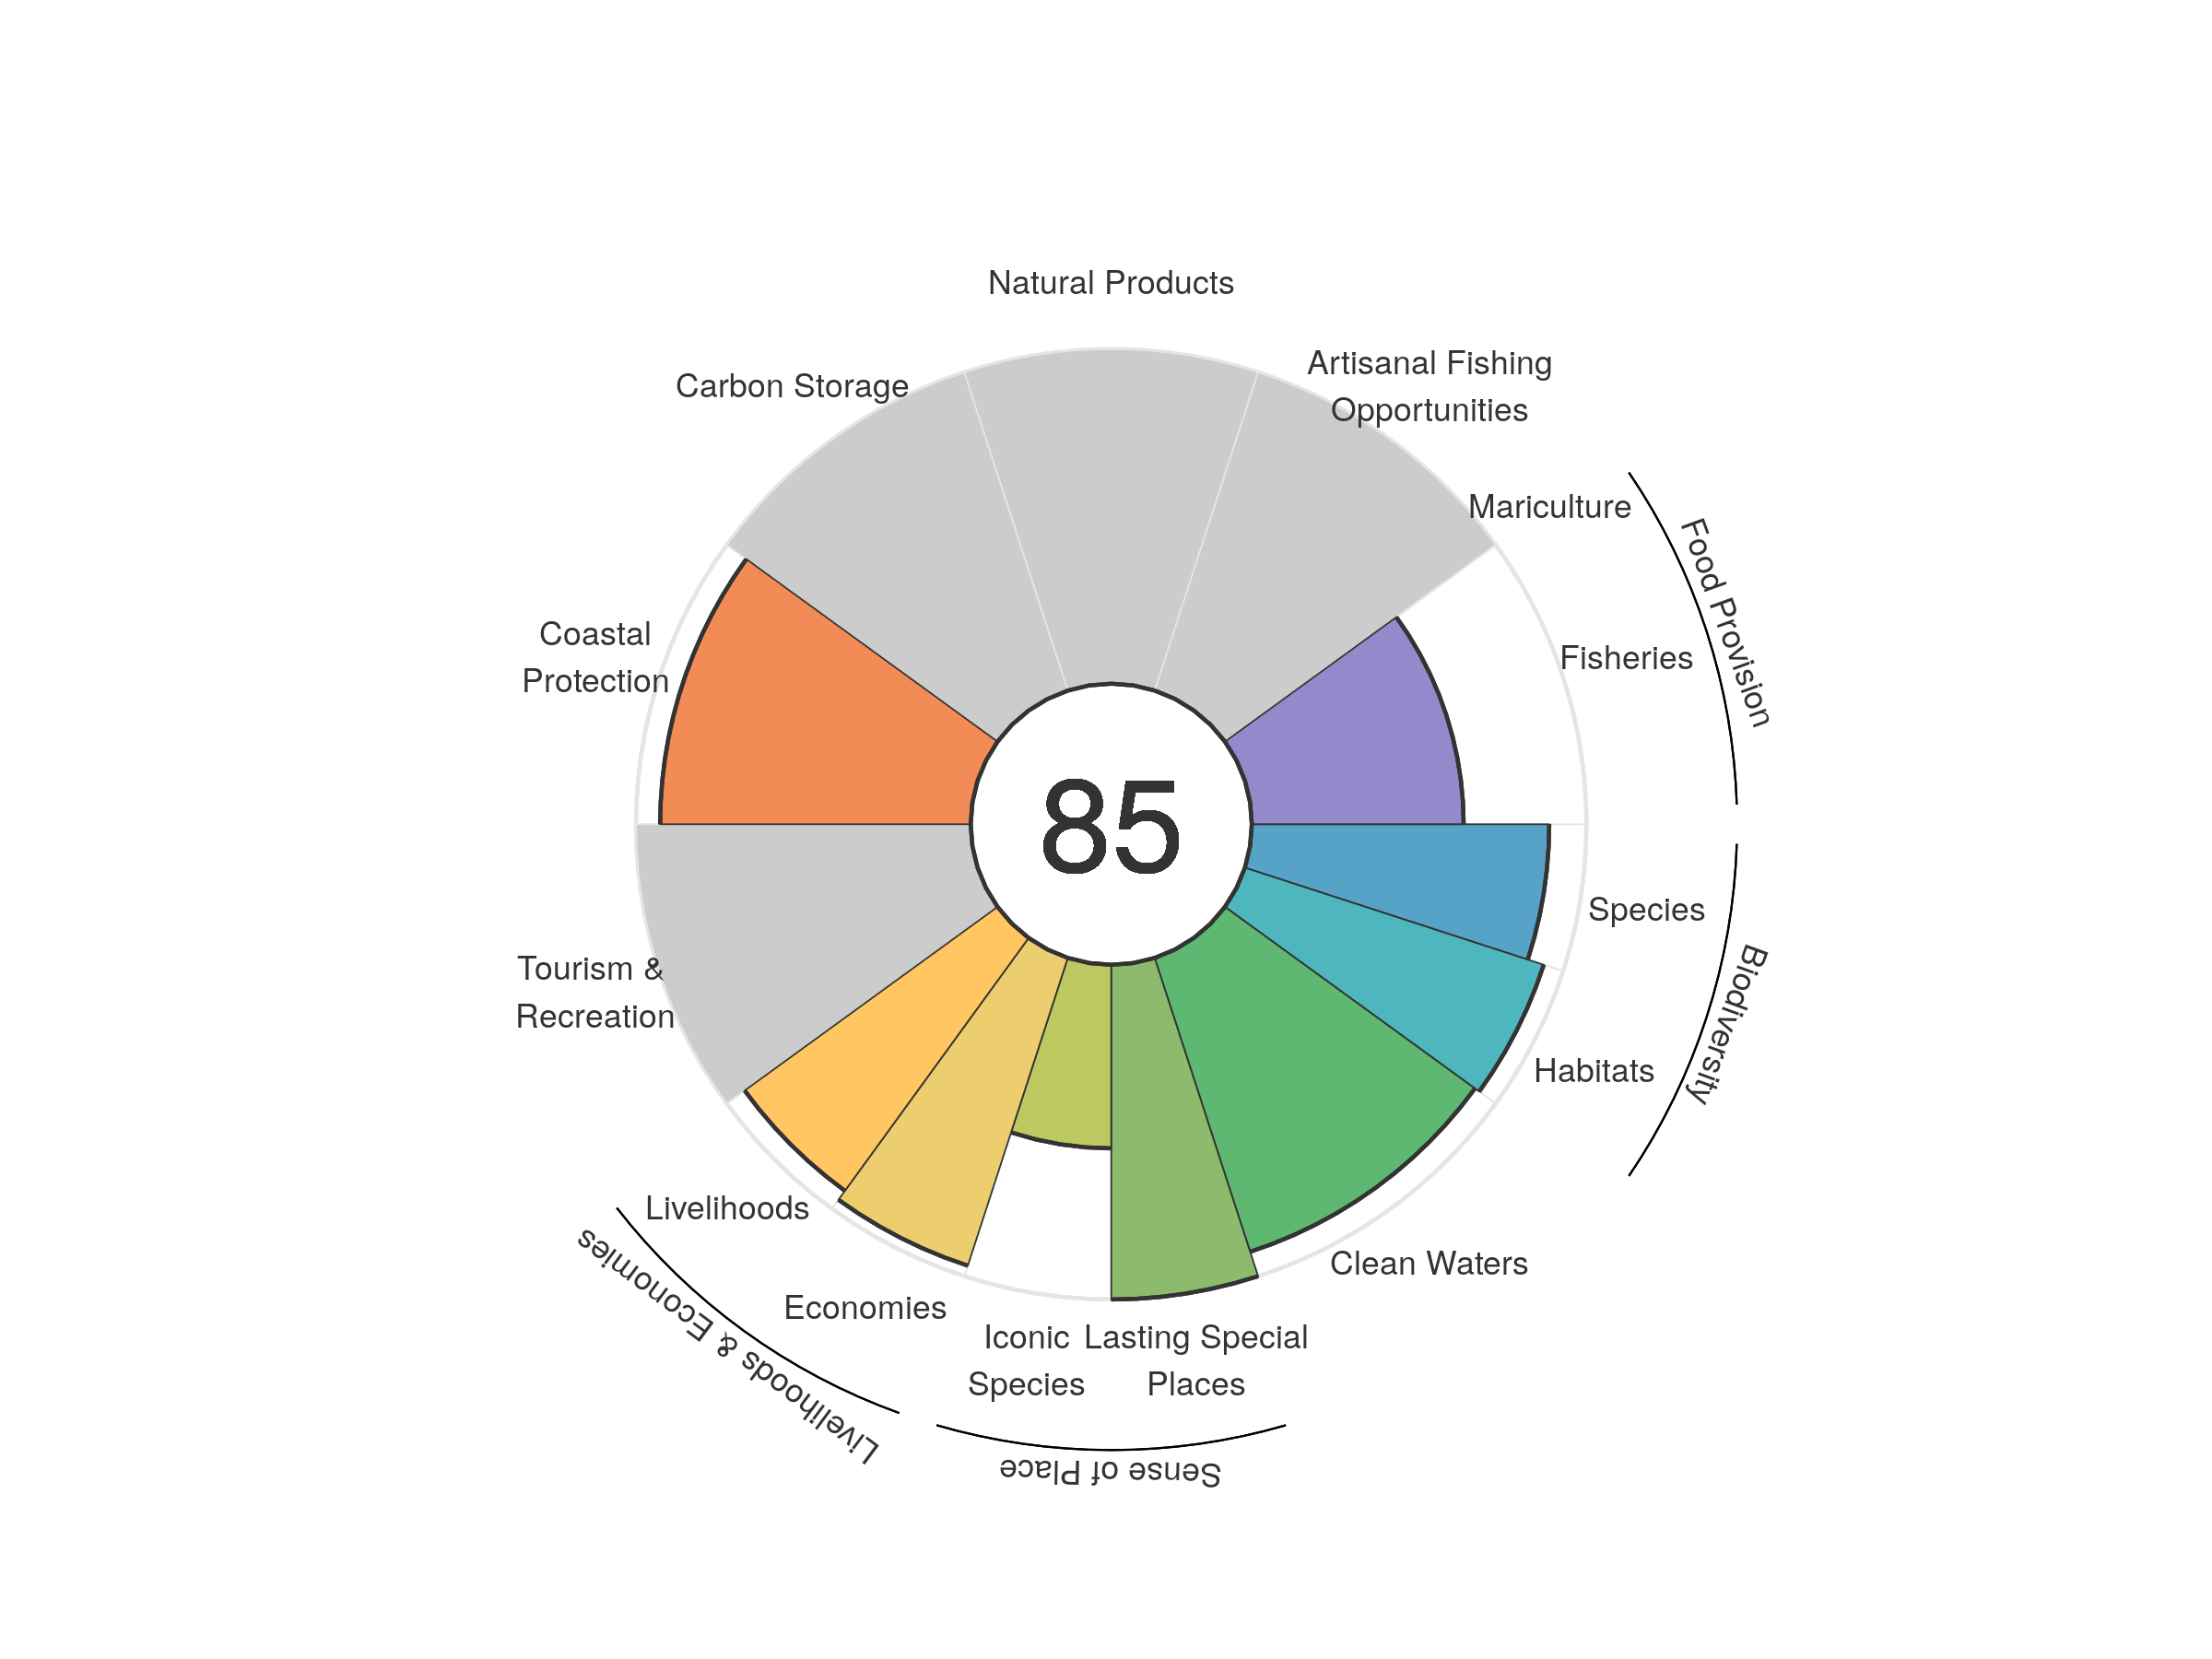 Natural Products
Artisanal Fishing
Opportunities
Carbon Storage
Mariculture
Food Provision
Fisheries
Coastal
Protection
85
Species
Biodiversity
Habitats
Tourism &
Recreation
Livelihoods
Clean Waters
Economies
Livelihoods & Economies
Iconic
Species
Lasting Special
Places
Sense of Place